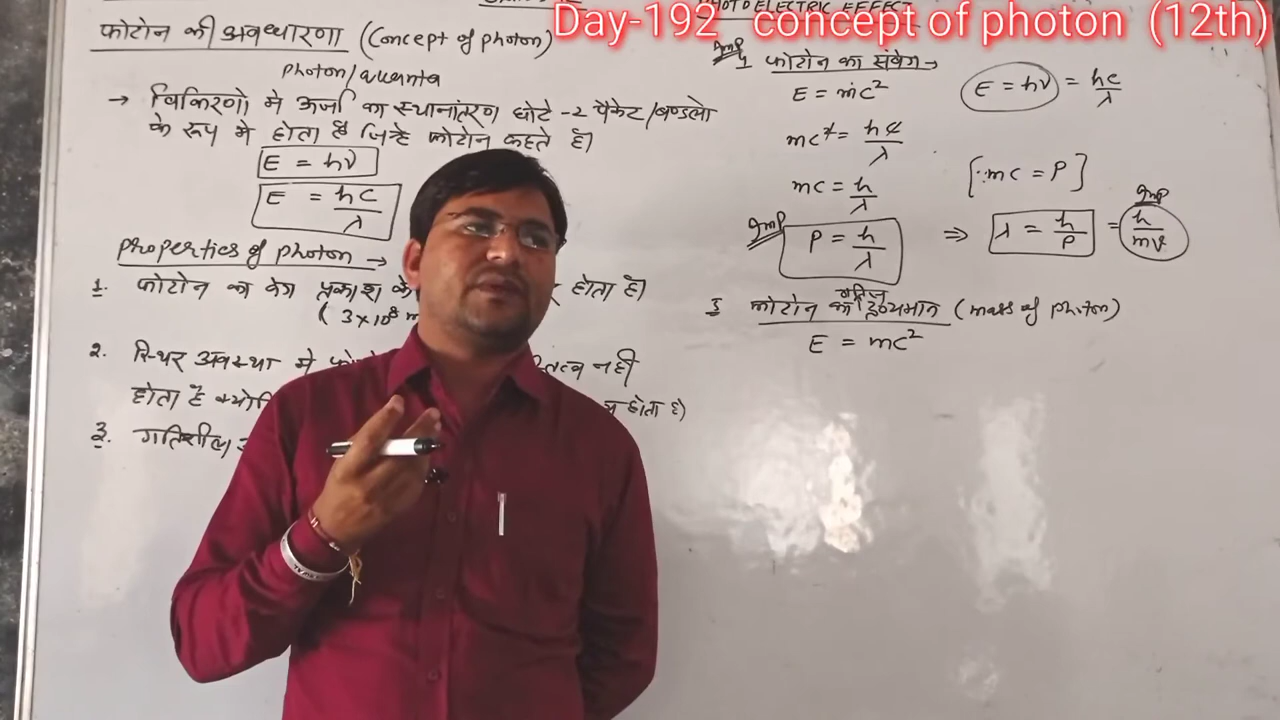 PHOTOELECTRIC EFFECT
Day-192 concept of photon (12th)
फोटोन की अवधारणा (Concept of photon)
photon/quanta
→ विकिरणो मे ऊर्जा का स्थानांतरण छोटे-2 पैकेट/बण्डलो
के रूप मे होता है जिन्हे फोटोन कहते है।
E = hν
E = hc/λ
Properties of photon →
1. फोटोन का वेग प्रकाश के होता है।
(3×10⁸ m
2. स्थिर अवस्था मे नही
होता है होता है)
3. गतिशील
Imp
फोटोन का संवेग →
E = mc²
E = hν = hc/λ
mc² = hc/λ
mc = h/λ
[∵ mc = P]
Imp
P = h/λ ⇒ λ = h/P = h/mv
Imp
गतिज
फोटोन का द्रव्यमान (mass of photon)
E = mc²